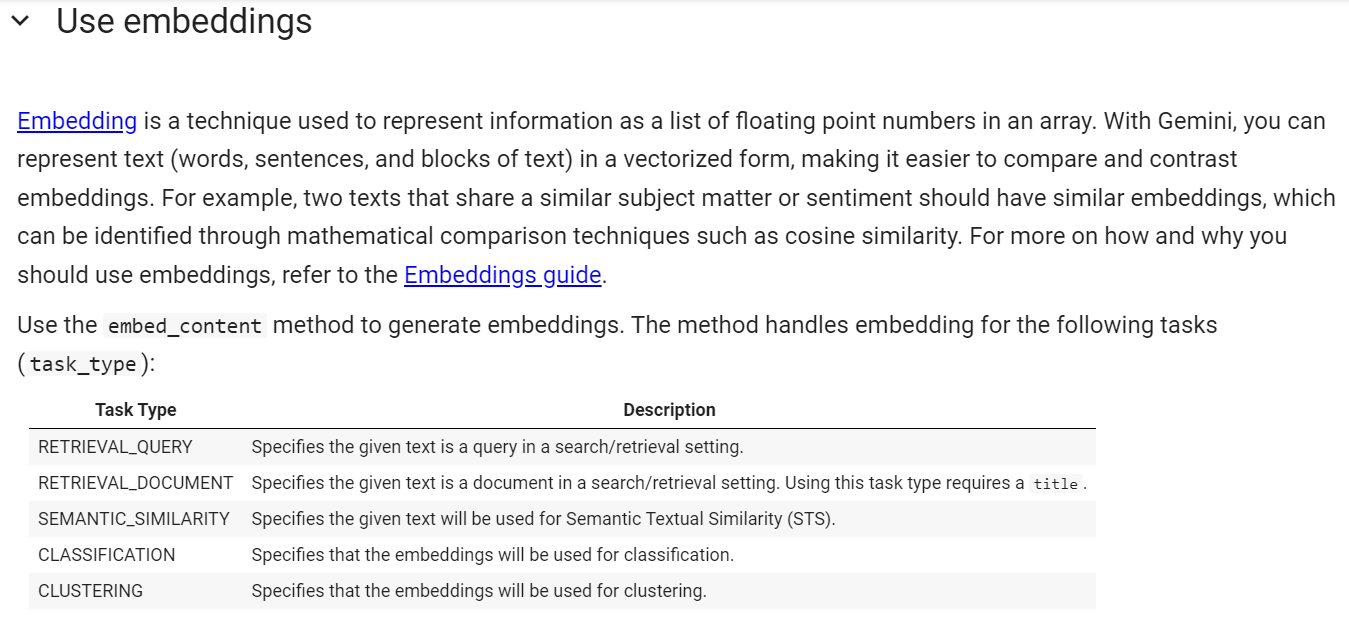 Use embeddings
Embedding is a technique used to represent information as a list of floating point numbers in an array. With Gemini, you can
represent text (words, sentences, and blocks of text) in a vectorized form, making it easier to compare and contrast
embeddings. For example, two texts that share a similar subject matter or sentiment should have similar embeddings, which
can be identified through mathematical comparison techniques such as cosine similarity. For more on how and why you
should use embeddings, refer to the Embeddings guide.
Use the embed_content method to generate embeddings. The method handles embedding for the following tasks
(task_type):
Task Type Description
RETRIEVAL_QUERY Specifies the given text is a query in a search/retrieval setting.
RETRIEVAL_DOCUMENT Specifies the given text is a document in a search/retrieval setting. Using this task type requires a title.
SEMANTIC_SIMILARITY Specifies the given text will be used for Semantic Textual Similarity (STS).
CLASSIFICATION Specifies that the embeddings will be used for classification.
CLUSTERING Specifies that the embeddings will be used for clustering.